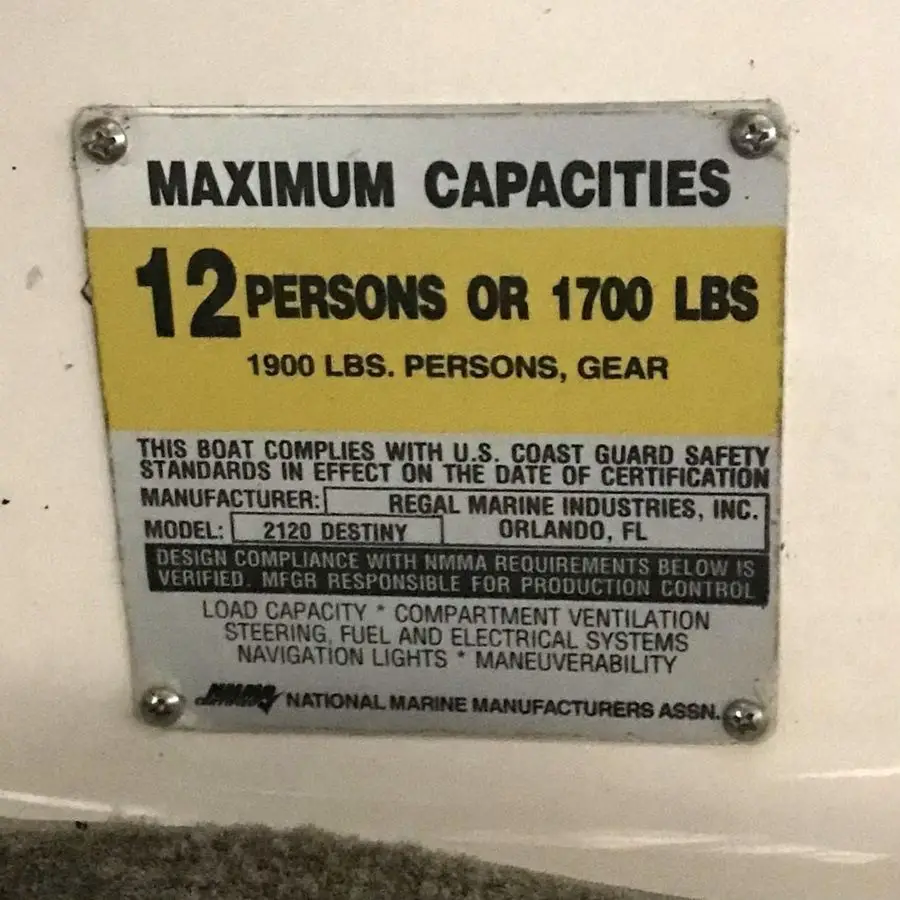 MAXIMUM CAPACITIES
12 PERSONS OR 1700 LBS
1900 LBS. PERSONS, GEAR
THIS BOAT COMPLIES WITH U.S. COAST GUARD SAFETY
STANDARDS IN EFFECT ON THE DATE OF CERTIFICATION
MANUFACTURER: REGAL MARINE INDUSTRIES, INC.
MODEL: 2120 DESTINY ORLANDO, FL
DESIGN COMPLIANCE WITH NMMA REQUIREMENTS BELOW IS
VERIFIED. MFGR RESPONSIBLE FOR PRODUCTION CONTROL
LOAD CAPACITY * COMPARTMENT VENTILATION
STEERING, FUEL AND ELECTRICAL SYSTEMS
NAVIGATION LIGHTS * MANEUVERABILITY
NMMA NATIONAL MARINE MANUFACTURERS ASSN.